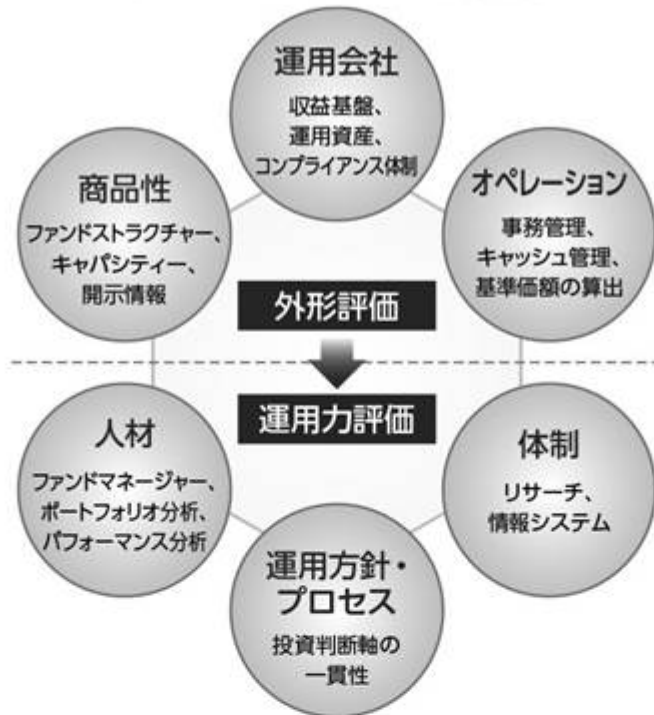 運用会社
収益基盤、
運用資産、
コンプライアンス体制
商品性
ファンドストラクチャー、
キャパシティー、
開示情報
オペレーション
事務管理、
キャッシュ管理、
基準価額の算出
外形評価
運用力評価
人材
ファンドマネージャー、
ポートフォリオ分析、
パフォーマンス分析
体制
リサーチ、
情報システム
運用方針・
プロセス
投資判断軸の
一貫性